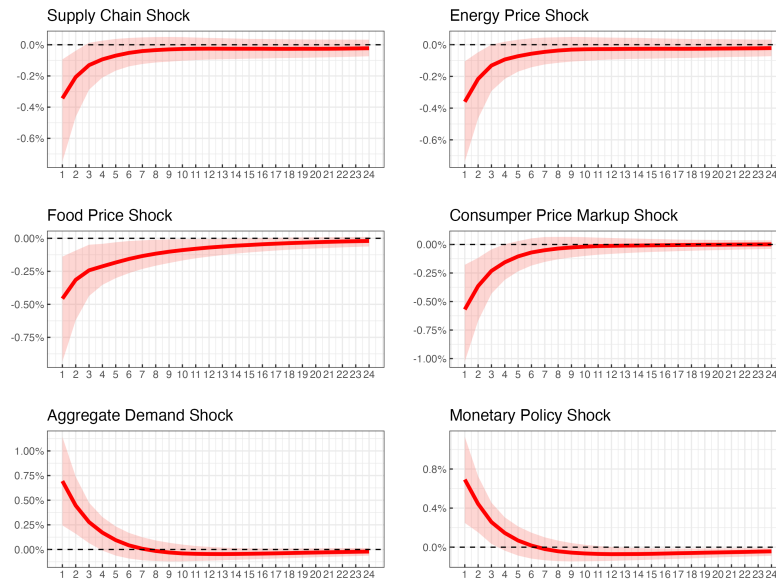 Supply Chain Shock
0.0%
-0.2%
-0.4%
-0.6%
1 2 3 4 5 6 7 8 9 10 11 12 13 14 15 16 17 18 19 20 21 22 23 24
Energy Price Shock
0.0%
-0.2%
-0.4%
-0.6%
1 2 3 4 5 6 7 8 9 10 11 12 13 14 15 16 17 18 19 20 21 22 23 24
Food Price Shock
0.00%
-0.25%
-0.50%
-0.75%
1 2 3 4 5 6 7 8 9 10 11 12 13 14 15 16 17 18 19 20 21 22 23 24
Consumper Price Markup Shock
0.00%
-0.25%
-0.50%
-0.75%
-1.00%
1 2 3 4 5 6 7 8 9 10 11 12 13 14 15 16 17 18 19 20 21 22 23 24
Aggregate Demand Shock
1.00%
0.75%
0.50%
0.25%
0.00%
1 2 3 4 5 6 7 8 9 10 11 12 13 14 15 16 17 18 19 20 21 22 23 24
Monetary Policy Shock
0.8%
0.4%
0.0%
1 2 3 4 5 6 7 8 9 10 11 12 13 14 15 16 17 18 19 20 21 22 23 24